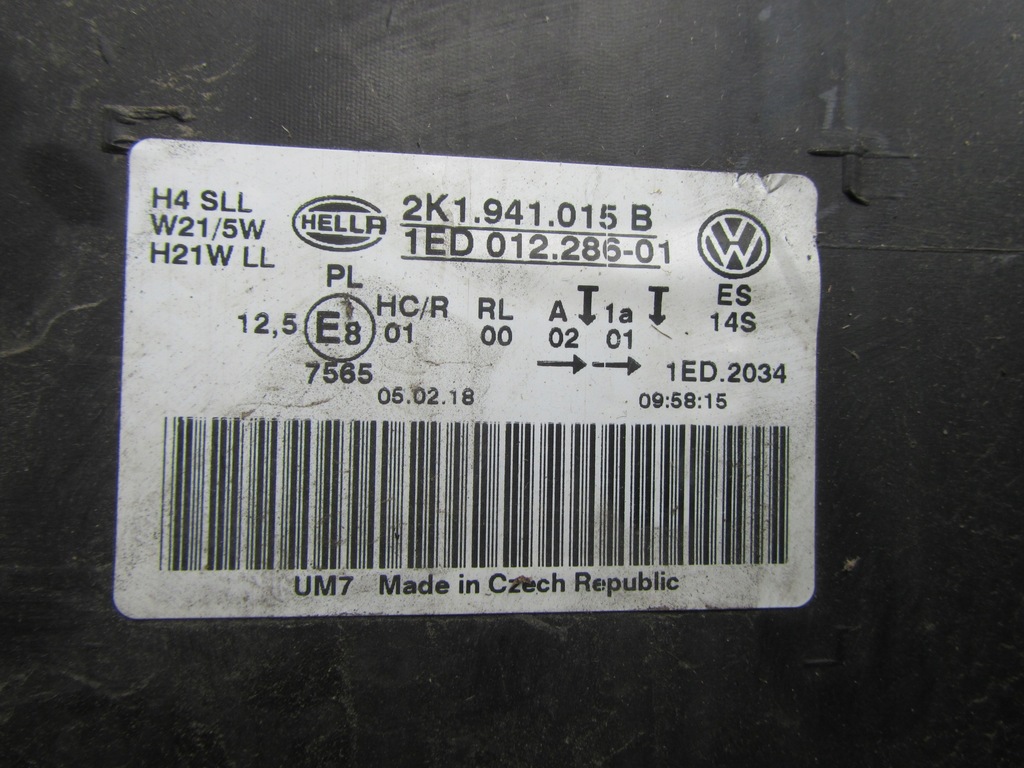 H4 SLL
W21/5W
H21W LL
HELLA
2K1.941.015 B
1ED 012.286-01
PL
12,5 E8 HC/R RL A 1a
01 00 02 01
7565
ES
14S
1ED.2034
05.02.18 09:58:15
UM7 Made in Czech Republic